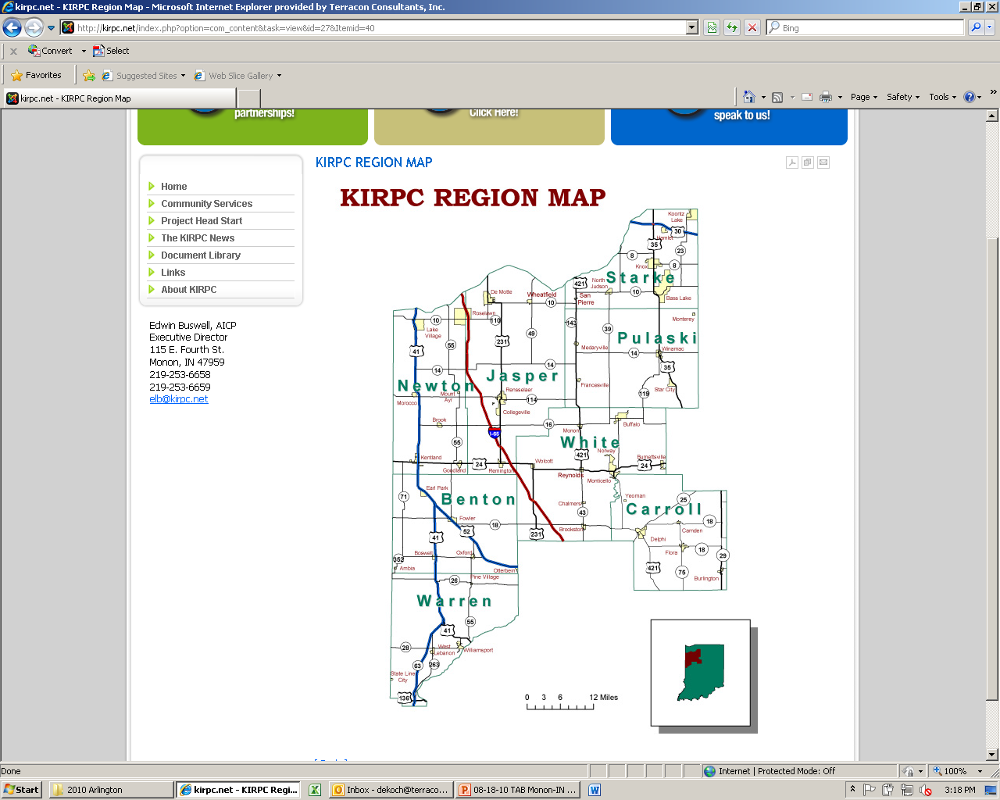 kirpc.net - KIRPC Region Map - Microsoft Internet Explorer provided by Terracon Consultants, Inc.
http://kirpc.net/index.php?option=com_content&task=view&id=27&Itemid=40
Bing
Convert Select
Favorites Suggested Sites Web Slice Gallery
kirpc.net - KIRPC Region Map
Page Safety Tools
partnerships! Click Here! speak to us!
KIRPC REGION MAP
Home
Community Services
Project Head Start
The KIRPC News
Document Library
Links
About KIRPC
Edwin Buswell, AICP
Executive Director
115 E. Fourth St.
Monon, IN 47959
219-253-6658
219-253-6659
elb@kirpc.net
KIRPC REGION MAP
Koontz
Lake
30
Hamlet
35
23
8
Knox
8
Starke
North
Judson
421
10
Bass Lake
San
Pierre
De Motte
Wheatfield
10
Roselawn
10
110
Lake
Village
143
Monterey
39
49
55
231
41
Pulaski
Medaryville
14
Winamac
14
14
35
Jasper
Newton
Francesville
Rensselaer
Star City
119
Mount
Ayr
114
Morocco
Collegeville
Brook
16
Buffalo
Monon
I-65
White
55
Norway
421
Burnettsville
Kentland
24
Wolcott
24
Goodland
Remington
Reynolds
Monticello
Earl Park
71
Benton
Yeoman
25
Chalmers
Carroll
43
Fowler
18
18
Brookston
Camden
52
231
41
Delphi
Boswell
Oxford
Flora
18
352
29
Ambia
421
75
Otterbein
Pine Village
26
Burlington
Warren
55
41
28
West
Lebanon
Williamsport
63
263
State Line
City
136
0 3 6 12 Miles
Done Internet | Protected Mode: Off 100%
Start 2010 Arlington kirpc.net - KIRPC Regi... Inbox - dekoch@terraco... 08-18-10 TAB Monon-IN ... 3:18 PM